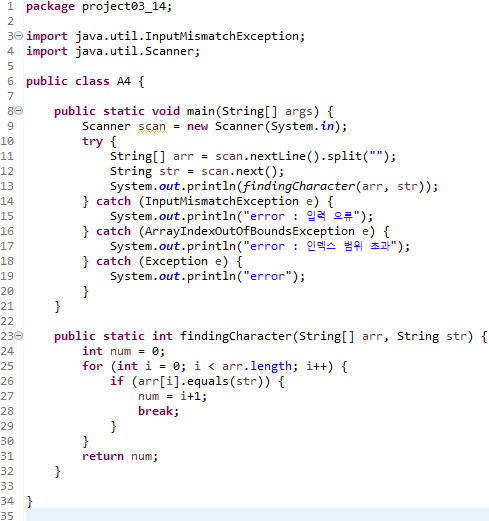 1 package project03_14;
2
3 import java.util.InputMismatchException;
4 import java.util.Scanner;
5
6 public class A4 {
7
8     public static void main(String[] args) {
9         Scanner scan = new Scanner(System.in);
10         try {
11             String[] arr = scan.nextLine().split("");
12             String str = scan.next();
13             System.out.println(findingCharacter(arr, str));
14         } catch (InputMismatchException e) {
15             System.out.println("error : 입력 오류");
16         } catch (ArrayIndexOutOfBoundsException e) {
17             System.out.println("error : 인덱스 범위 초과");
18         } catch (Exception e) {
19             System.out.println("error");
20         }
21     }
22
23     public static int findingCharacter(String[] arr, String str) {
24         int num = 0;
25         for (int i = 0; i < arr.length; i++) {
26             if (arr[i].equals(str)) {
27                 num = i+1;
28                 break;
29             }
30         }
31         return num;
32     }
33
34 }
35